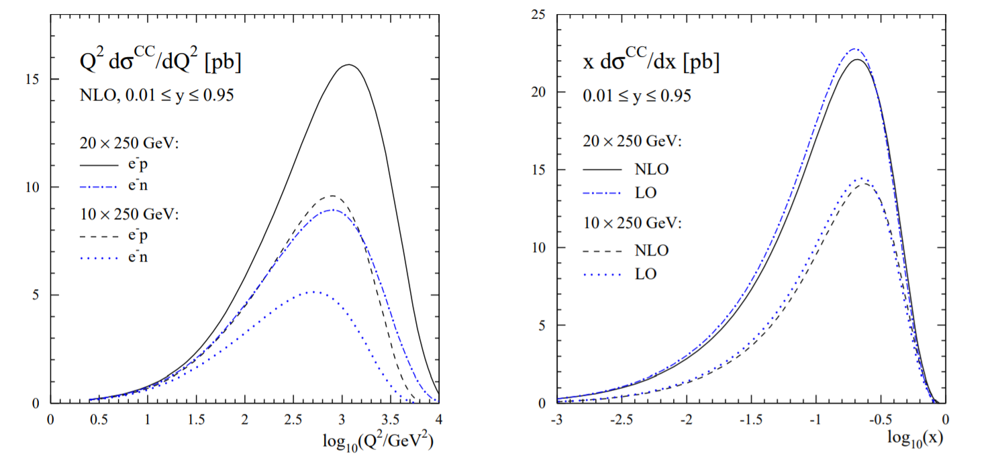 Q² dσ^CC/dQ² [pb]
NLO, 0.01 ≤ y ≤ 0.95
20 × 250 GeV:
e⁻p
e⁻n
10 × 250 GeV:
e⁻p
e⁻n
15
10
5
0
0 0.5 1 1.5 2 2.5 3 3.5 4
log₁₀(Q²/GeV²)
x dσ^CC/dx [pb]
0.01 ≤ y ≤ 0.95
20 × 250 GeV:
NLO
LO
10 × 250 GeV:
NLO
LO
25
20
15
10
5
0
-3 -2.5 -2 -1.5 -1 -0.5 0
log₁₀(x)